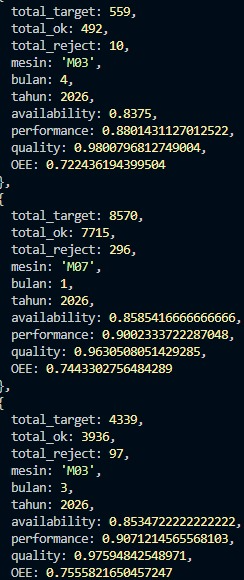 total_target: 559,
total_ok: 492,
total_reject: 10,
mesin: 'M03',
bulan: 4,
tahun: 2026,
availability: 0.8375,
performance: 0.8801431127012522,
quality: 0.9800796812749004,
OEE: 0.722436194399504
},
{
total_target: 8570,
total_ok: 7715,
total_reject: 296,
mesin: 'M07',
bulan: 1,
tahun: 2026,
availability: 0.8585416666666666,
performance: 0.9002333722287048,
quality: 0.9630508051429285,
OEE: 0.7443302756484289
},
{
total_target: 4339,
total_ok: 3936,
total_reject: 97,
mesin: 'M03',
bulan: 3,
tahun: 2026,
availability: 0.8534722222222222,
performance: 0.9071214565568103,
quality: 0.97594842548971,
OEE: 0.7555821650457247